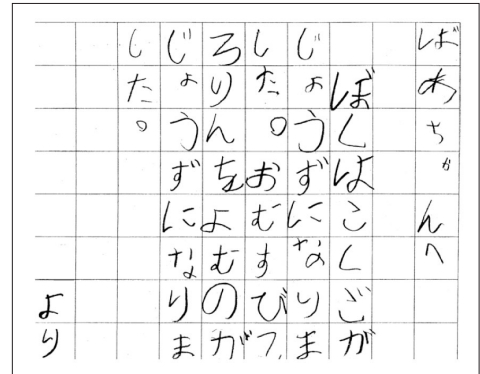 ばあちゃんへ
ぼくはこくごが
じょうずになりま
した。おむすびこ
ろりんをよむのが
じょうずになりま
した。
より